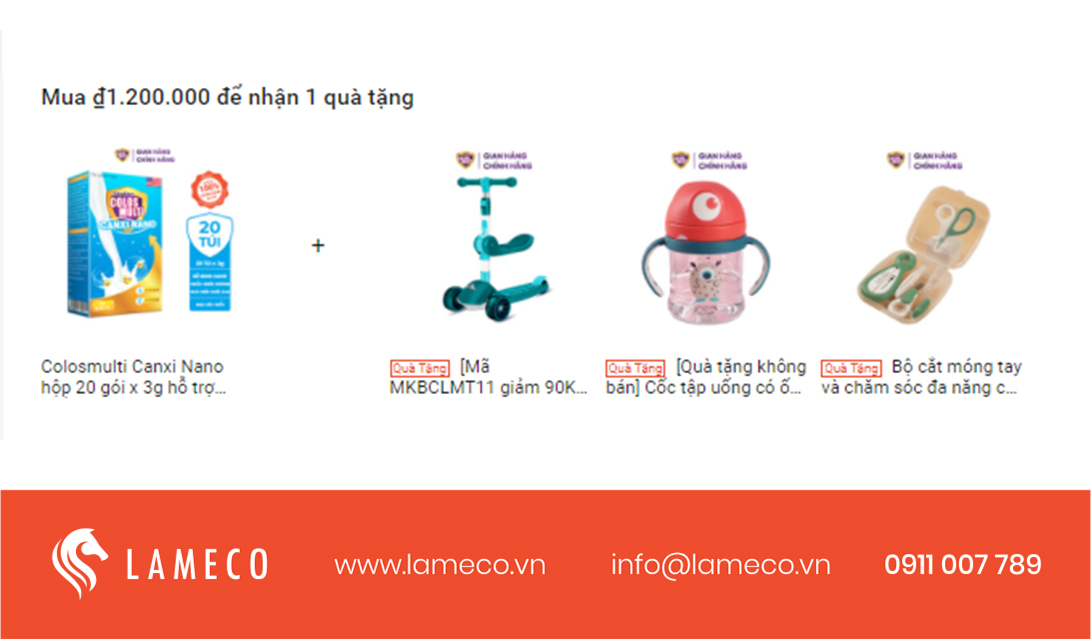 Mua ₫1.200.000 để nhận 1 quà tặng
GIAN HÀNG
CHÍNH HÃNG
COLOS
MULTI
CANXI NANO
100%
20
TÚI
GIAN HÀNG
CHÍNH HÃNG
GIAN HÀNG
CHÍNH HÃNG
GIAN HÀNG
CHÍNH HÃNG
+
Colosmulti Canxi Nano
hộp 20 gói x 3g hỗ trợ...
Quà Tặng [Mã
MKBCLMT11 giảm 90K...
Quà Tặng [Quà tặng không
bán] Cốc tập uống có ố...
Quà Tặng Bộ cắt móng tay
và chăm sóc đa năng c...
LAMECO
www.lameco.vn
info@lameco.vn
0911 007 789